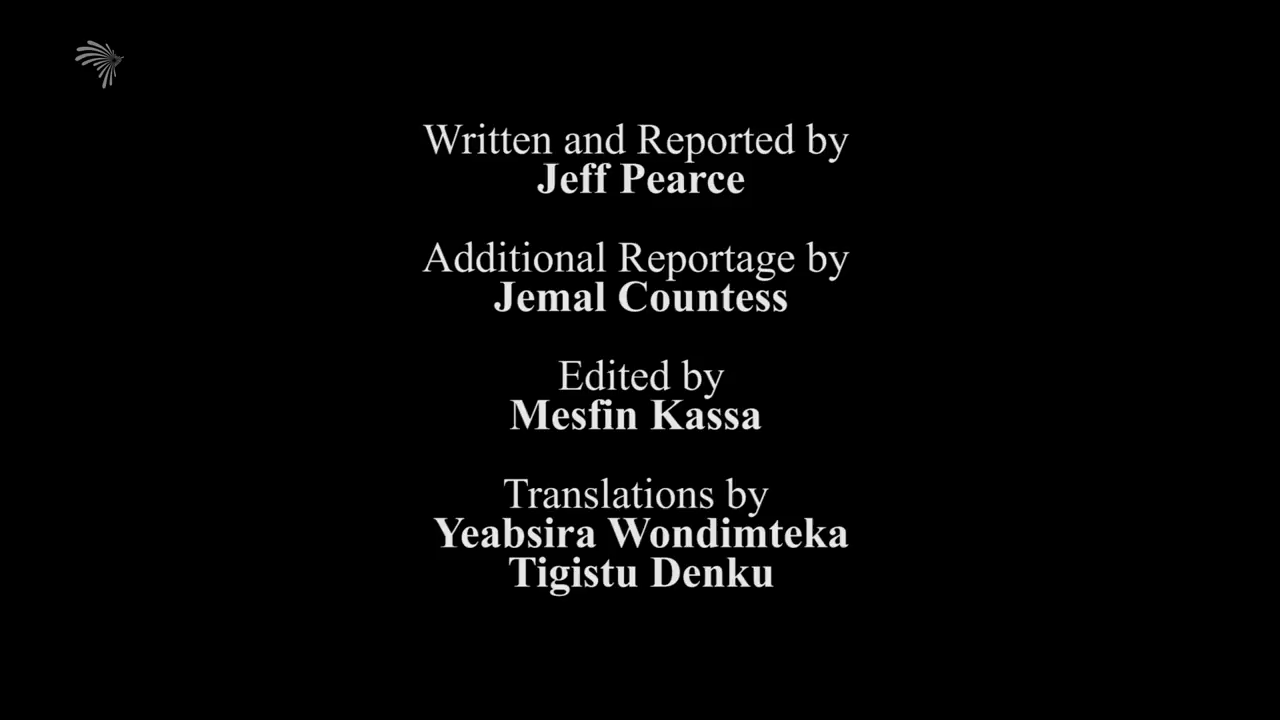 Written and Reported by
Jeff Pearce
Additional Reportage by
Jemal Countess
Edited by
Mesfin Kassa
Translations by
Yeabsira Wondimteka
Tigistu Denku